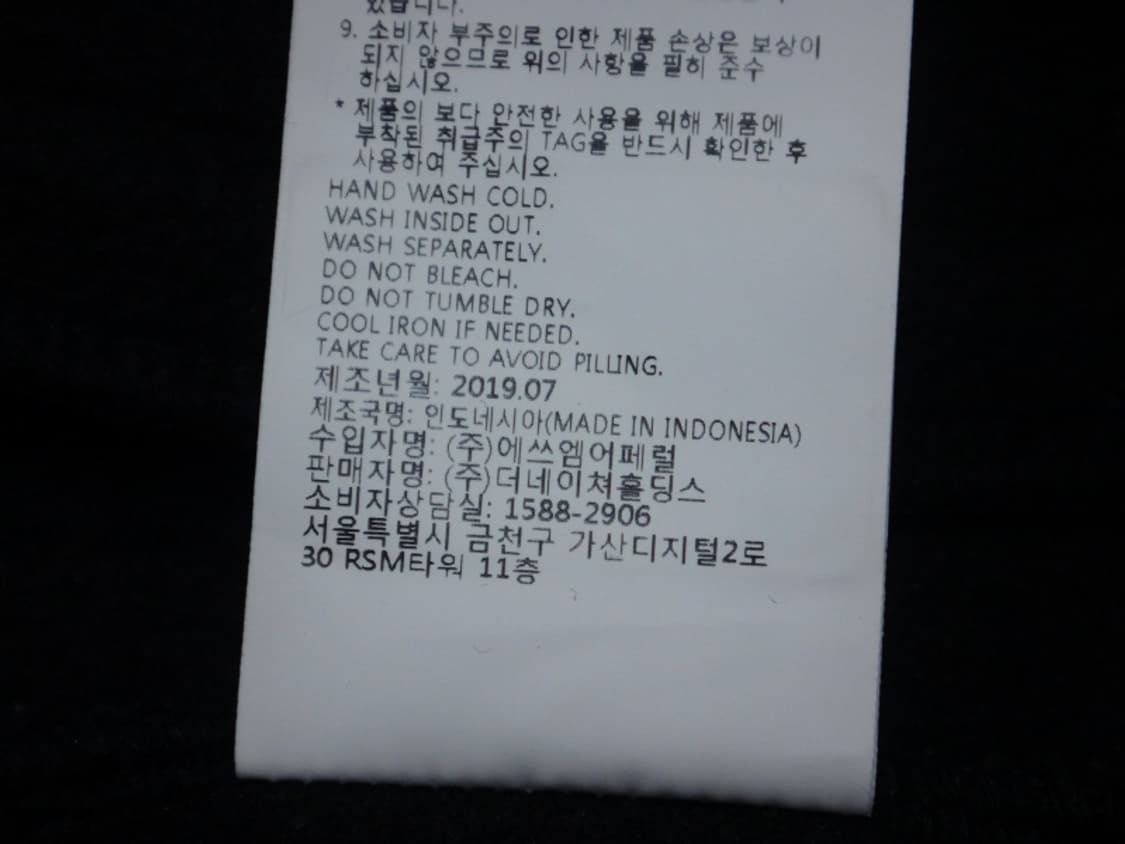 있습니다.
9. 소비자 부주의로 인한 제품 손상은 보상이
되지 않으므로 위의 사항을 필히 준수
하십시오.
* 제품의 보다 안전한 사용을 위해 제품에
부착된 취급주의 TAG을 반드시 확인한 후
사용하여 주십시오.
HAND WASH COLD.
WASH INSIDE OUT.
WASH SEPARATELY.
DO NOT BLEACH.
DO NOT TUMBLE DRY.
COOL IRON IF NEEDED.
TAKE CARE TO AVOID PILLING.
제조년월: 2019.07
제조국명: 인도네시아(MADE IN INDONESIA)
수입자명: (주)에쓰엠어페럴
판매자명: (주)더네이쳐홀딩스
소비자상담실: 1588-2906
서울특별시 금천구 가산디지털2로
30 RSM타워 11층